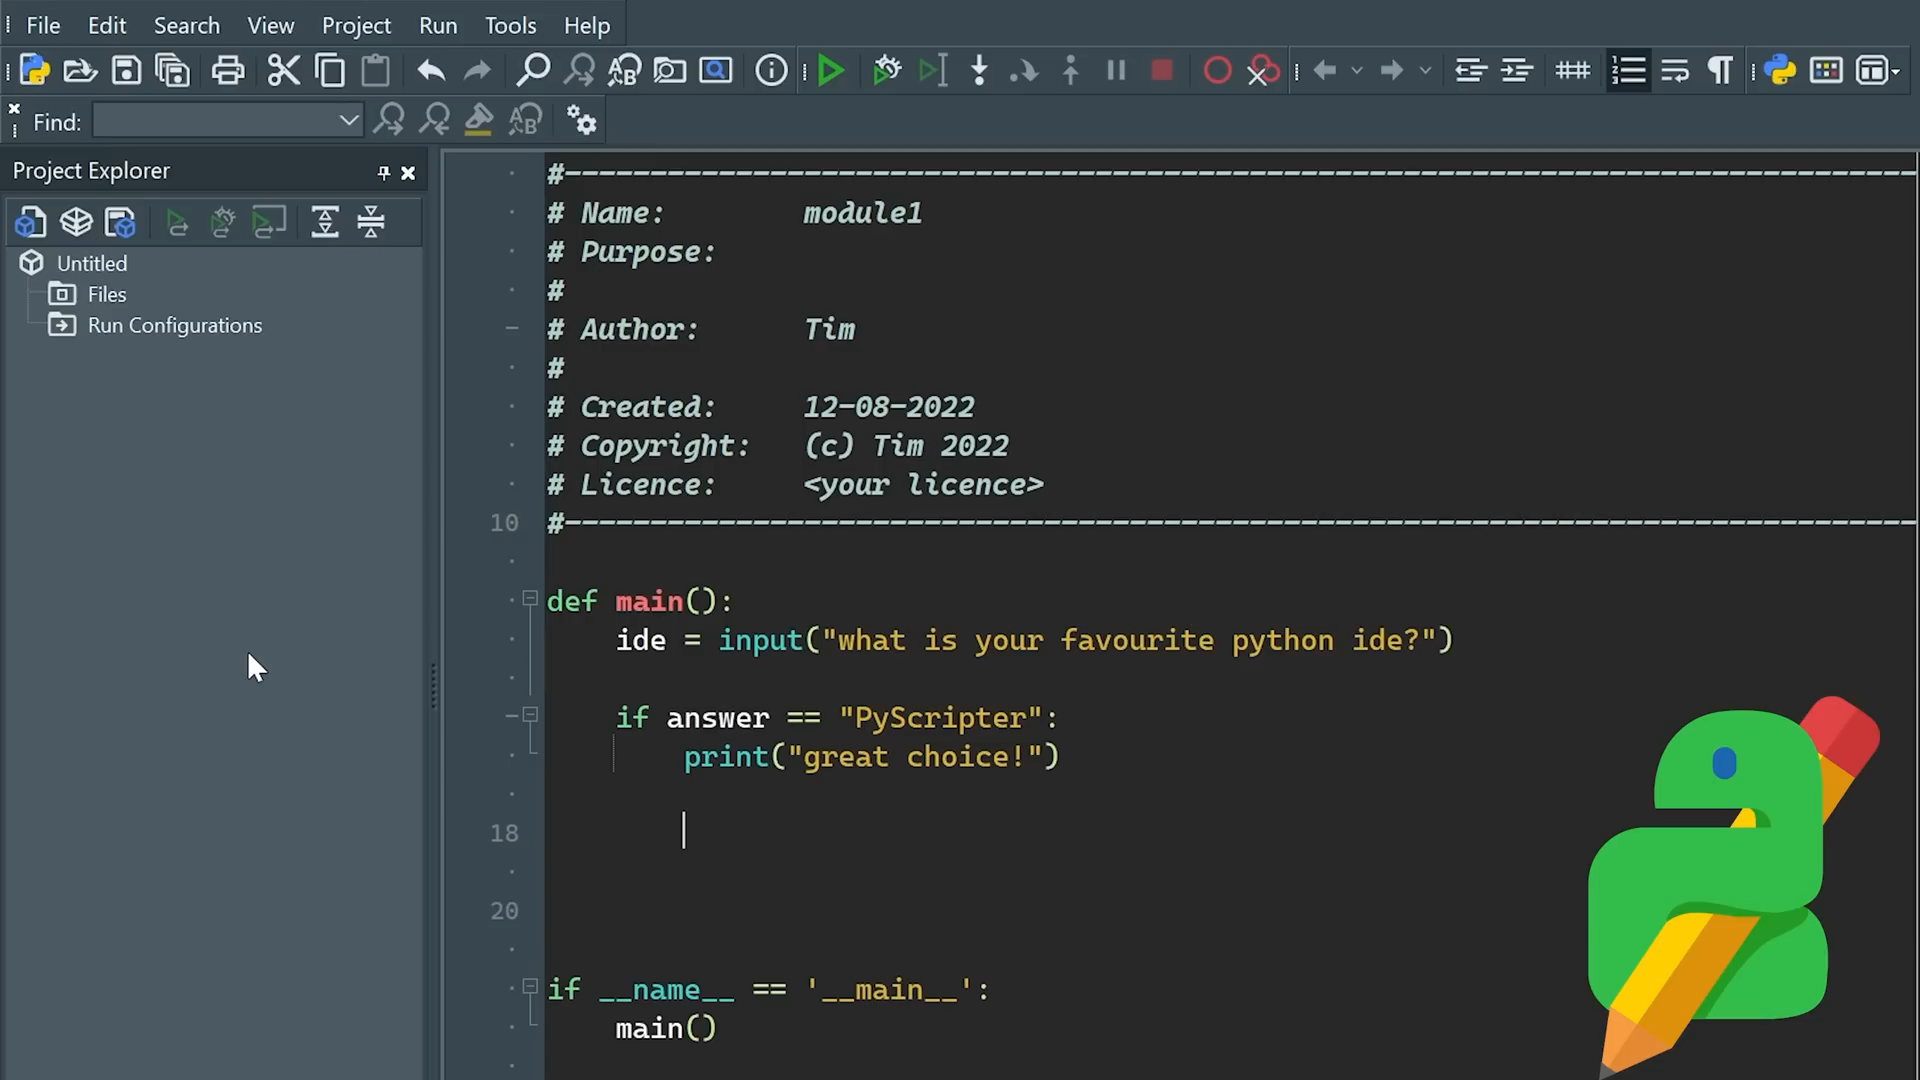 File Edit Search View Project Run Tools Help
Find:
Project Explorer
Untitled
Files
Run Configurations
#-------------------------------------------------------------------------------
# Name: module1
# Purpose:
#
# Author: Tim
#
# Created: 12-08-2022
# Copyright: (c) Tim 2022
# Licence: <your licence>
10 #-------------------------------------------------------------------------------
def main():
ide = input("what is your favourite python ide?")
if answer == "PyScripter":
print("great choice!")
18
20
if __name__ == '__main__':
main()